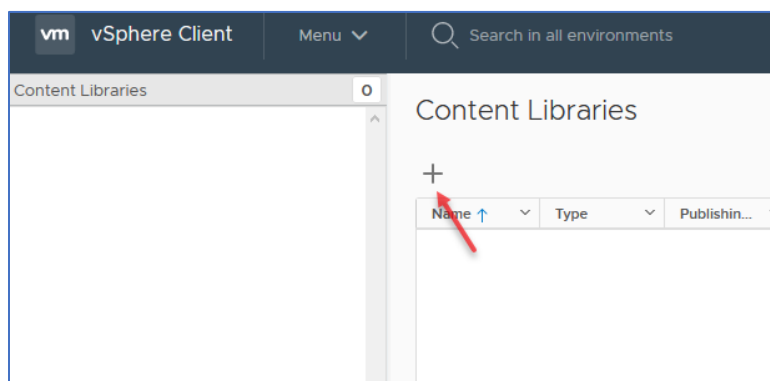 vm vSphere Client Menu Search in all environments
Content Libraries 0
Content Libraries
+
Name ↑ Type Publishin...